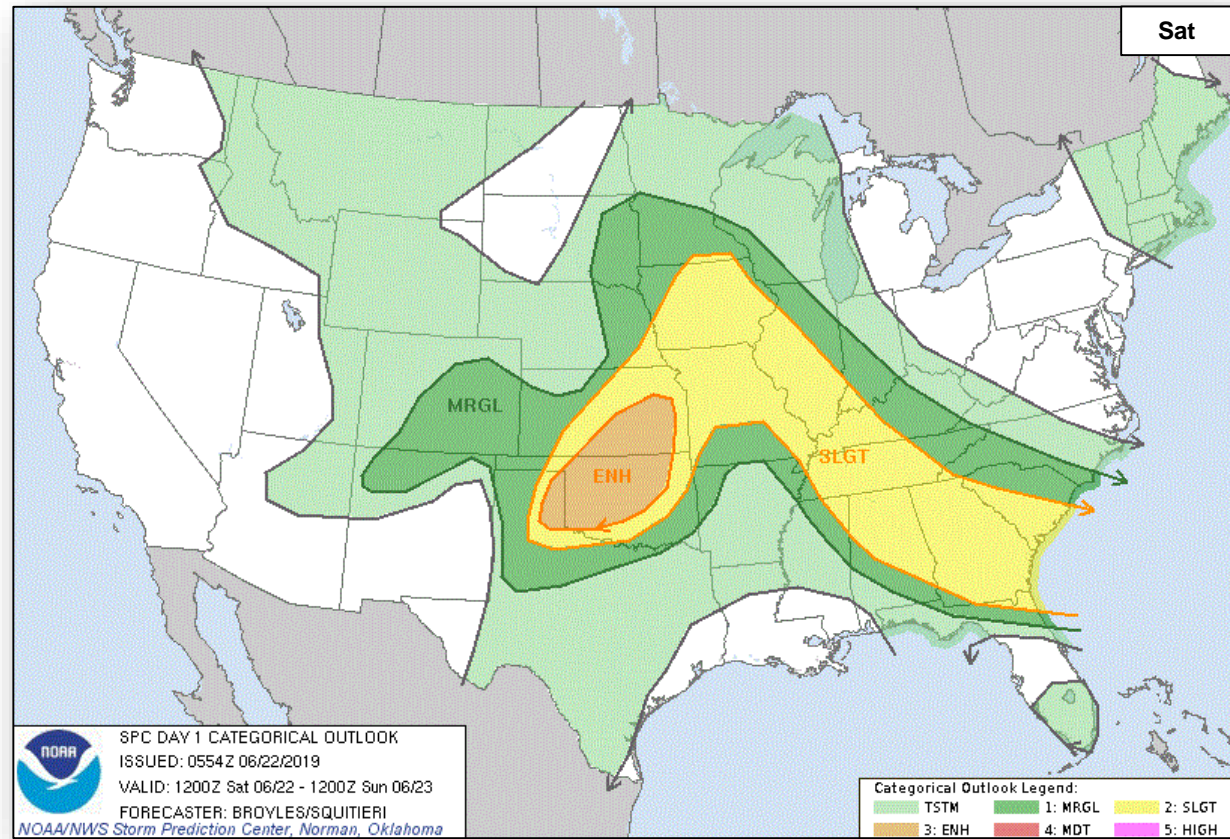 Sat
MRGL
SLGT
ENH
NOAA
SPC DAY 1 CATEGORICAL OUTLOOK
ISSUED: 0554Z 06/22/2019
VALID: 1200Z Sat 06/22 - 1200Z Sun 06/23
FORECASTER: BROYLES/SQUITIERI
NOAA/NWS Storm Prediction Center, Norman, Oklahoma
Categorical Outlook Legend:
TSTM 1: MRGL 2: SLGT
3: ENH 4: MDT 5: HIGH